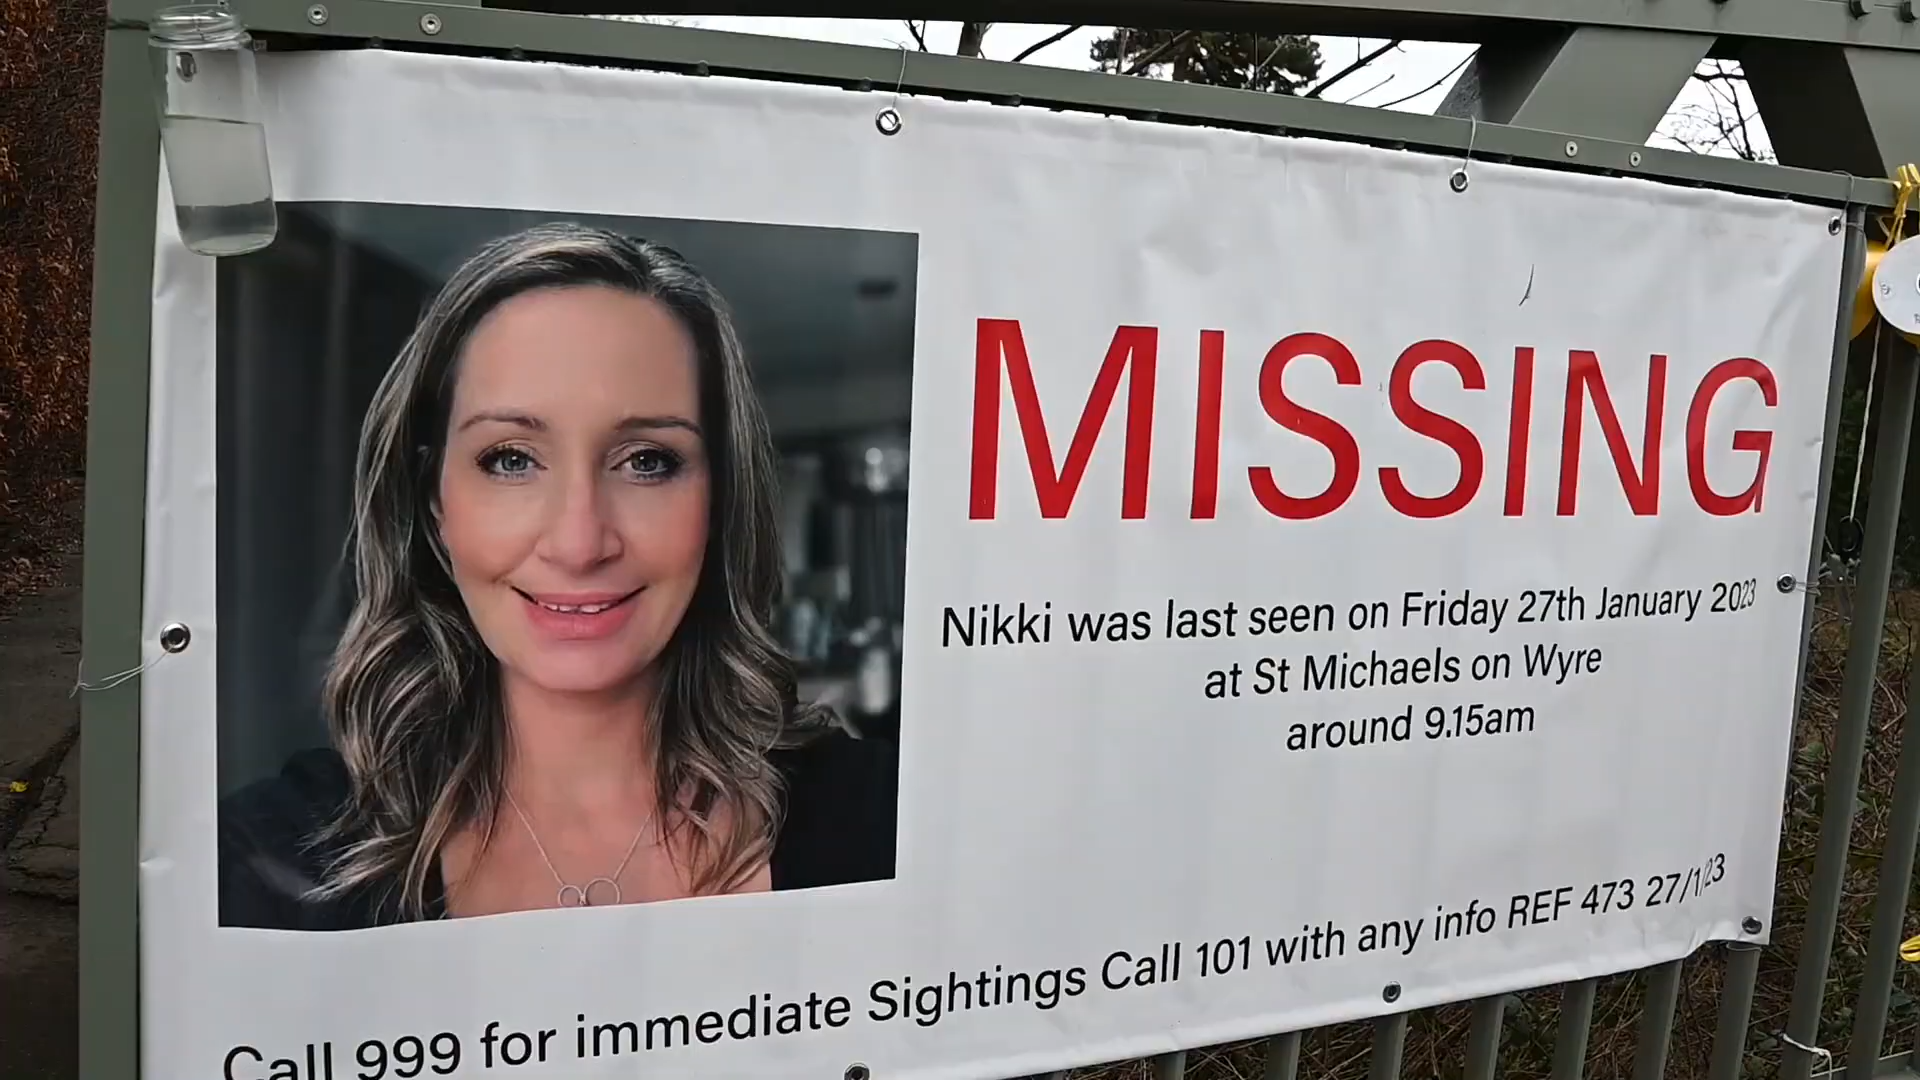 MISSING
Nikki was last seen on Friday 27th January 2023
at St Michaels on Wyre
around 9.15am
Call 999 for immediate Sightings Call 101 with any info REF 473 27/1/23